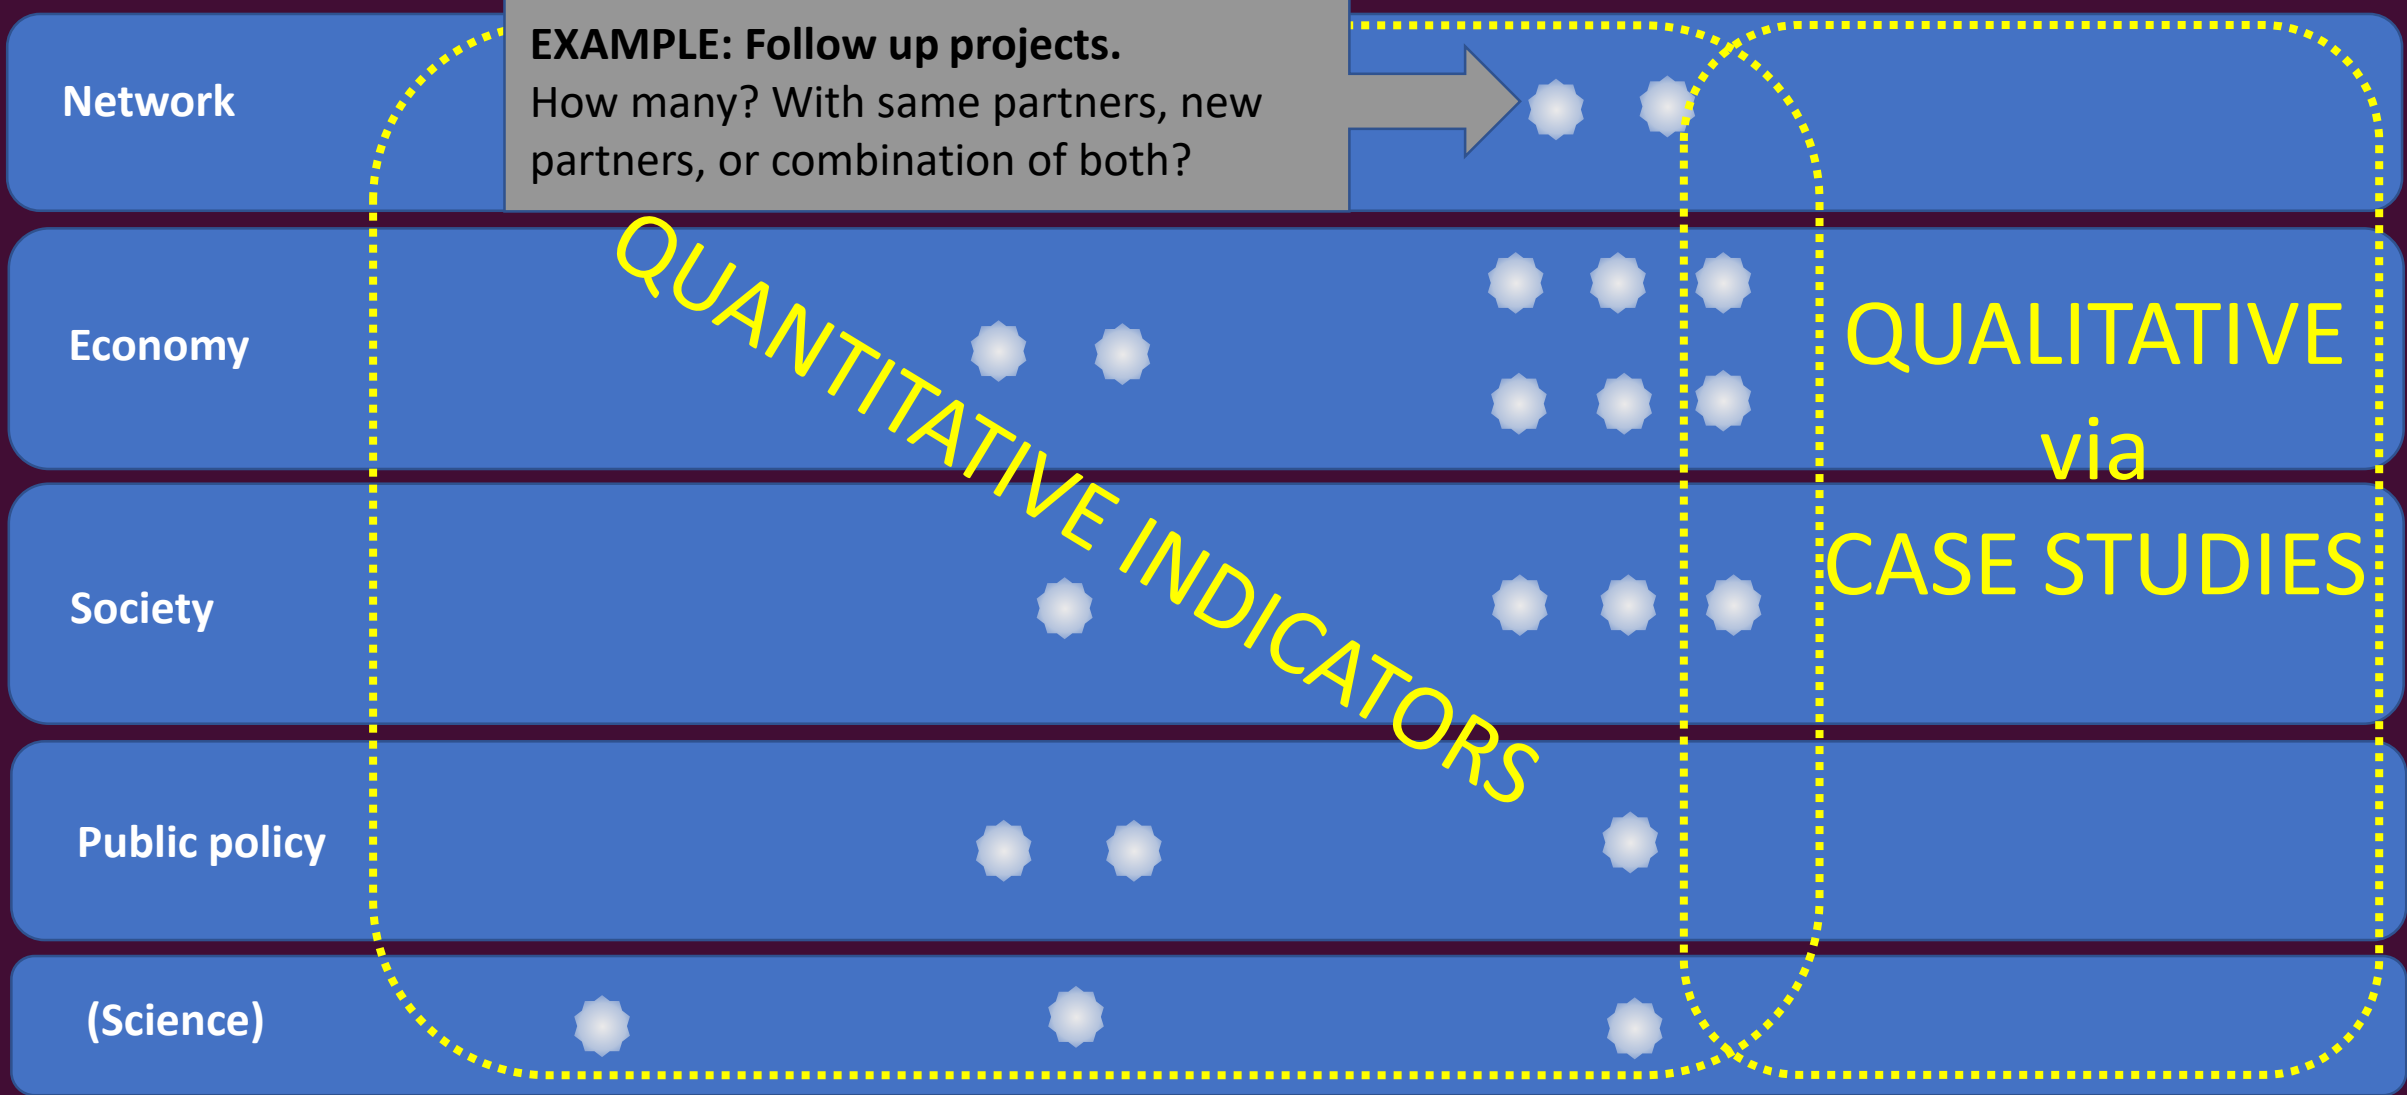 EXAMPLE: Follow up projects.
How many? With same partners, new
partners, or combination of both?
Network
Economy
Society
Public policy
(Science)
QUANTITATIVE INDICATORS
QUALITATIVE
via
CASE STUDIES